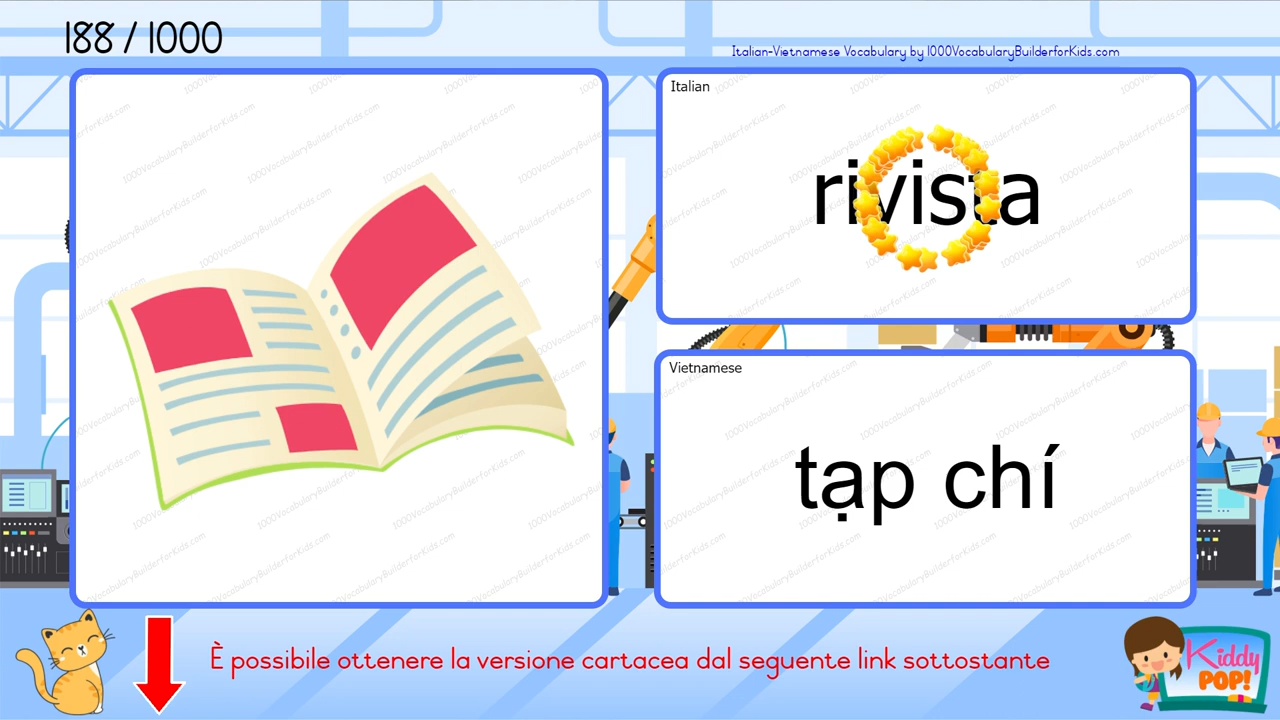 188 / 1000
Italian-Vietnamese Vocabulary by 1000VocabularyBuilderforKids.com
Italian
rivista
Vietnamese
tạp chí
È possibile ottenere la versione cartacea dal seguente link sottostante
Kiddy
POP!